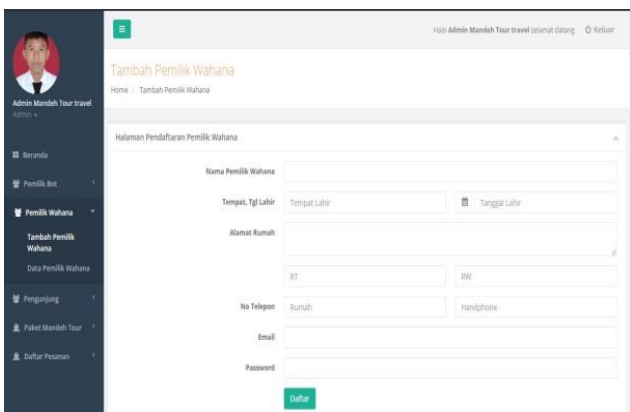 Halo Admin Mandeh Tour travel selamat datang
Keluar
Admin Mandeh Tour travel
Admin
Beranda
Pemilik Bot
Pemilik Wahana
Tambah Pemilik
Wahana
Data Pemilik Wahana
Pengunjung
Paket Mandeh Tour
Daftar Pesanan
Tambah Pemilik Wahana
Home / Tambah Pemilik Wahana
Halaman Pendaftaran Pemilik Wahana
Nama Pemilik Wahana
Tempat, Tgl Lahir
Tempat Lahir
Tanggal Lahir
Alamat Rumah
RT
RW
No Telepon
Rumah
Handphone
Email
Password
Daftar